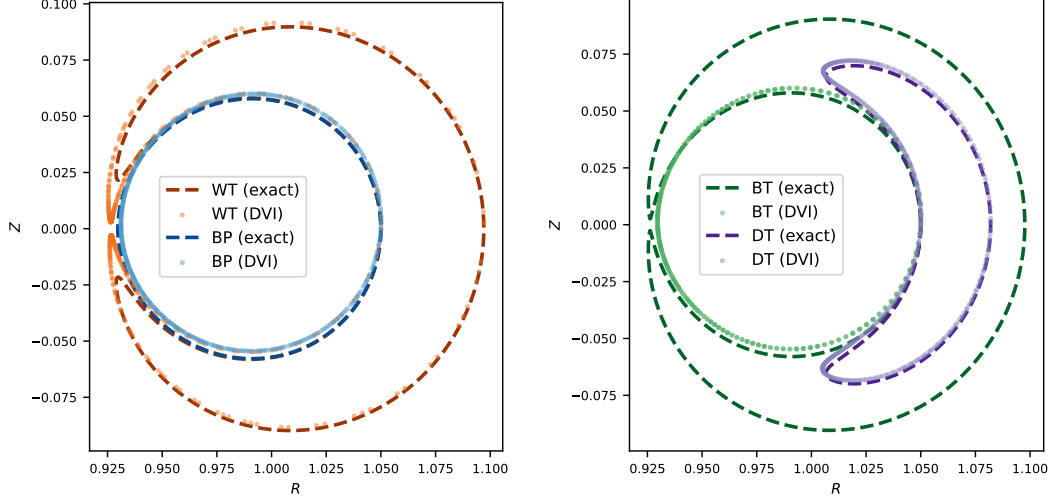 0.100
0.075
0.050
0.025
0.000
−0.025
−0.050
−0.075
Z
0.925 0.950 0.975 1.000 1.025 1.050 1.075 1.100
R
WT (exact)
WT (DVI)
BP (exact)
BP (DVI)
0.075
0.050
0.025
0.000
−0.025
−0.050
−0.075
Z
0.925 0.950 0.975 1.000 1.025 1.050 1.075 1.100
R
BT (exact)
BT (DVI)
DT (exact)
DT (DVI)